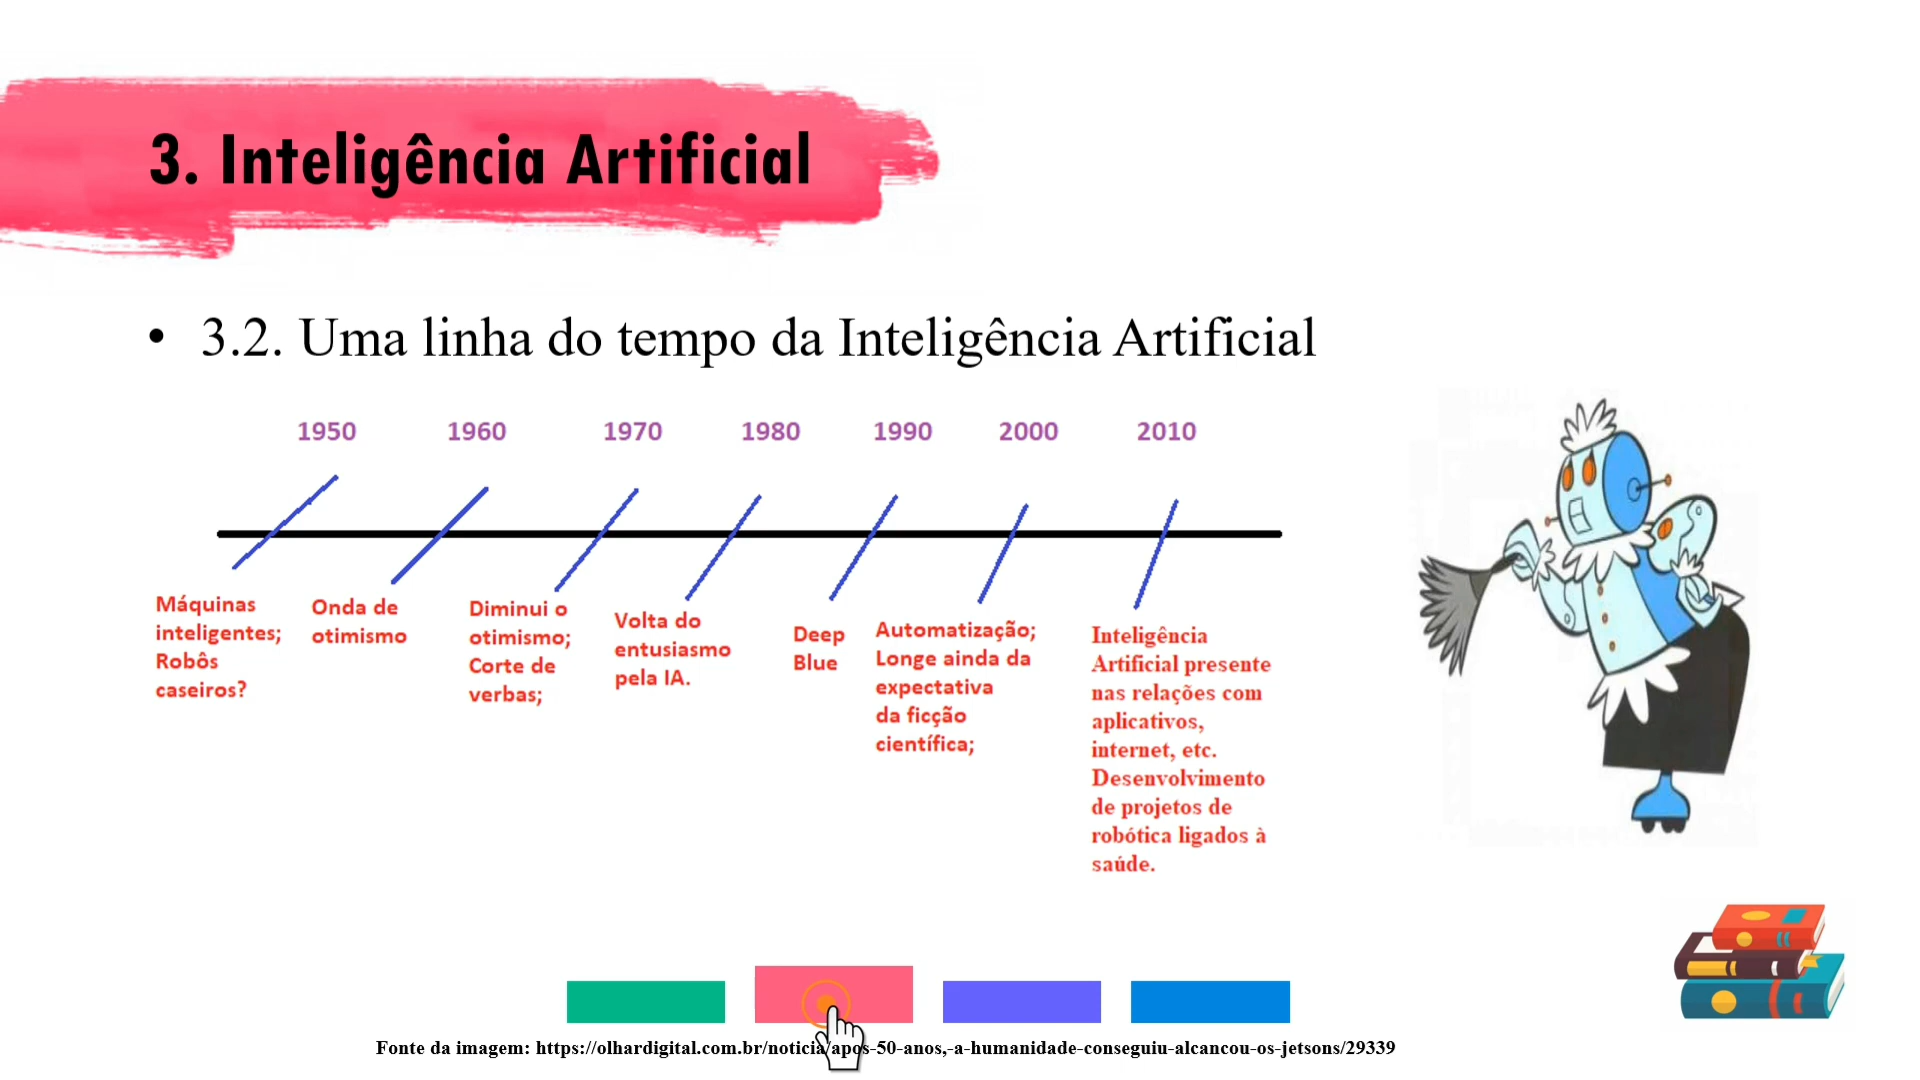 3. Inteligência Artificial
• 3.2. Uma linha do tempo da Inteligência Artificial
1950 1960 1970 1980 1990 2000 2010
Máquinas
inteligentes;
Robôs
caseiros?
Onda de
otimismo
Diminui o
otimismo;
Corte de
verbas;
Volta do
entusiasmo
pela IA.
Deep
Blue
Automatização;
Longe ainda da
expectativa
da ficção
científica;
Inteligência
Artificial presente
nas relações com
aplicativos,
internet, etc.
Desenvolvimento
de projetos de
robótica ligados à
saúde.
Fonte da imagem: https://olhardigital.com.br/noticia/apos-50-anos,-a-humanidade-conseguiu-alcancou-os-jetsons/29339